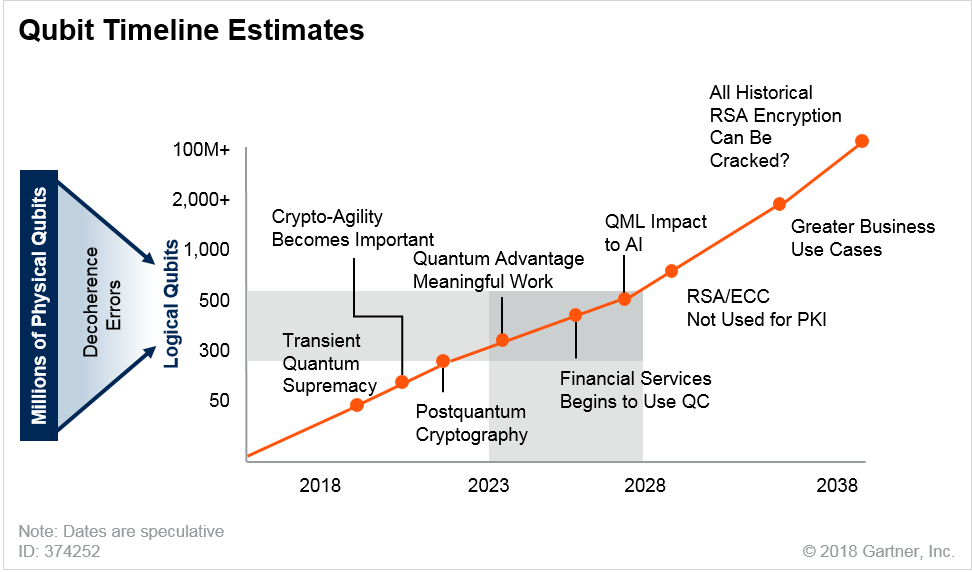 Qubit Timeline Estimates
Millions of Physical Qubits
Decoherence
Errors
Logical Qubits
100M+
2,000+
1,000
500
300
50
Transient
Quantum
Supremacy
Crypto-Agility
Becomes Important
Postquantum
Cryptography
Quantum Advantage
Meaningful Work
Financial Services
Begins to Use QC
QML Impact
to AI
RSA/ECC
Not Used for PKI
Greater Business
Use Cases
All Historical
RSA Encryption
Can Be
Cracked?
2018
2023
2028
2038
Note: Dates are speculative
ID: 374252
© 2018 Gartner, Inc.